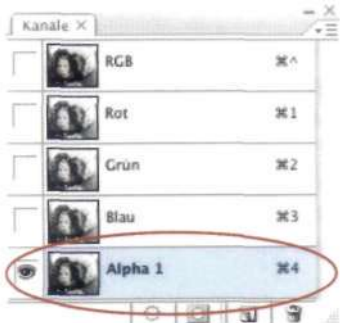 Kanäle ×
RGB ⌘^
Rot ⌘1
Grün ⌘2
Blau ⌘3
Alpha 1 ⌘4